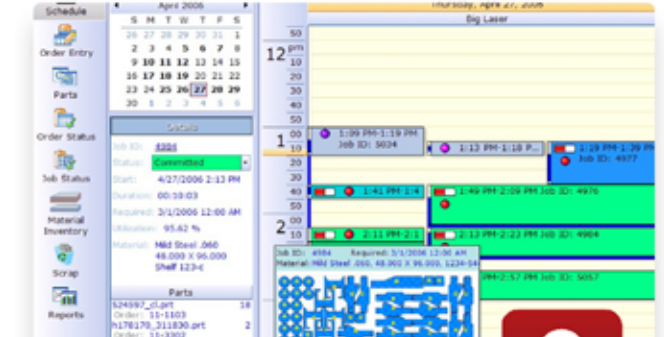 Schedule
Order Entry
Parts
Order Status
Job Status
Material
Inventory
Scrap
Reports
April 2006
S M T W T F S
26 27 28 29 30 31 1
2 3 4 5 6 7 8
9 10 11 12 13 14 15
16 17 18 19 20 21 22
23 24 25 26 27 28 29
30 1 2 3 4 5 6
Details
Job ID: 4984
Status: Committed
Start: 4/27/2006 2:13 PM
Duration: 00:10:03
Required: 3/1/2006 12:00 AM
Utilization: 95.62 %
Material: Mild Steel .060
48.000 X 96.000
Shelf 123-c
Parts
524597_cl.prt 18
Order: 11-1103
h178170_311830.prt 2
Order: 11-3302
Thursday, April 27, 2006
Big Laser
50
12 pm
10
20
30
40
50
1 00
10
20
30
40
50
2 00
10
1:09 PM-1:19 PM
Job ID: 5034
1:13 PM-1:18 P...
1:19 PM-1:39 PM
Job ID: 4977
1:41 PM-1:4
1:49 PM-2:09 PM Job ID: 4976
2:11 PM-2:1
2:13 PM-2:23 PM Job ID: 4984
Job ID: 4984 Required: 3/1/2006 12:00 AM
Material: Mild Steel .060, 48.000 X 96.000, 1234-54
PM-2:57 PM Job ID: 5057